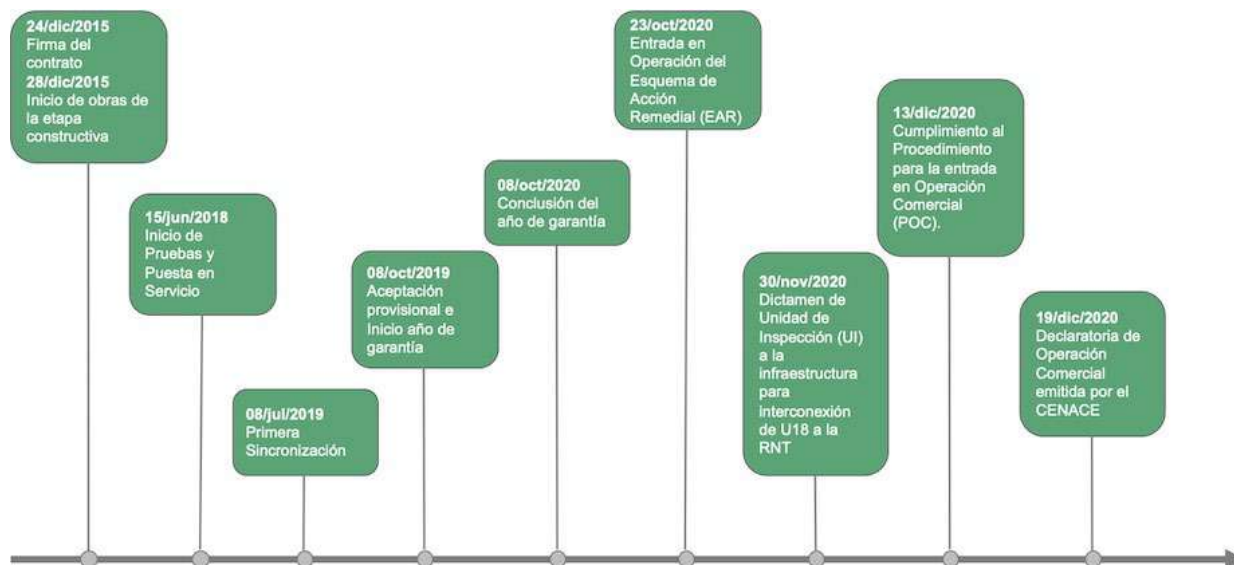 24/dic/2015
Firma del
contrato
28/dic/2015
Inicio de obras de
la etapa
constructiva
15/jun/2018
Inicio de
Pruebas y
Puesta en
Servicio
08/jul/2019
Primera
Sincronización
08/oct/2019
Aceptación
provisional e
Inicio año de
garantía
08/oct/2020
Conclusión del
año de garantía
23/oct/2020
Entrada en
Operación del
Esquema de
Acción
Remedial (EAR)
30/nov/2020
Dictamen de
Unidad de
Inspección (UI)
a la
infraestructura
para
interconexión
de U18 a la
RNT
13/dic/2020
Cumplimiento al
Procedimiento
para la entrada
en Operación
Comercial
(POC).
19/dic/2020
Declaratoria de
Operación
Comercial
emitida por el
CENACE